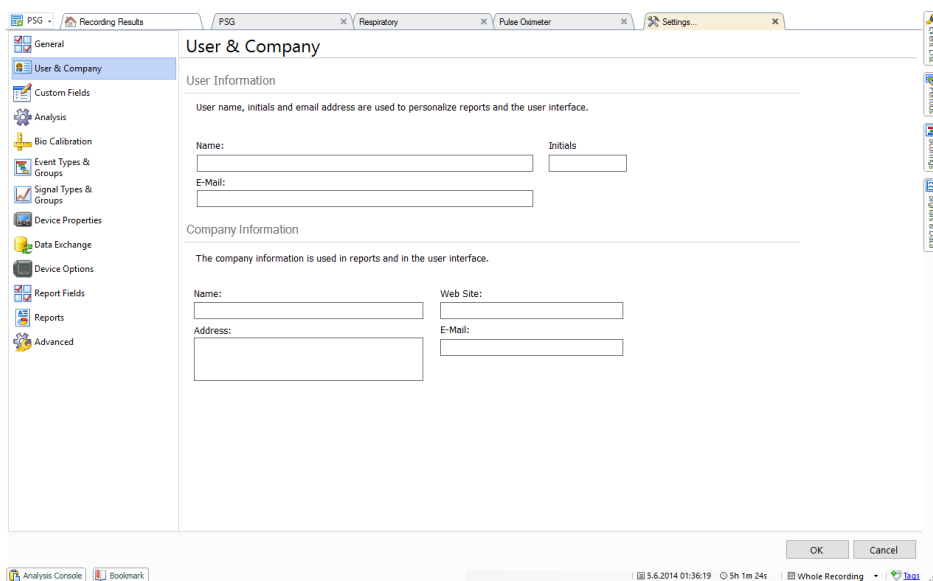 PSG
Recording Results
PSG
Respiratory
Pulse Oximeter
Settings...
General
User & Company
Custom Fields
Analysis
Bio Calibration
Event Types &
Groups
Signal Types &
Groups
Device Properties
Data Exchange
Device Options
Report Fields
Reports
Advanced
User & Company
User Information
User name, initials and email address are used to personalize reports and the user interface.
Name:
Initials
E-Mail:
Company Information
The company information is used in reports and in the user interface.
Name:
Web Site:
Address:
E-Mail:
OK
Cancel
Analysis Console
Bookmark
5.6.2014 01:36:19
5h 1m 24s
Whole Recording
Tags